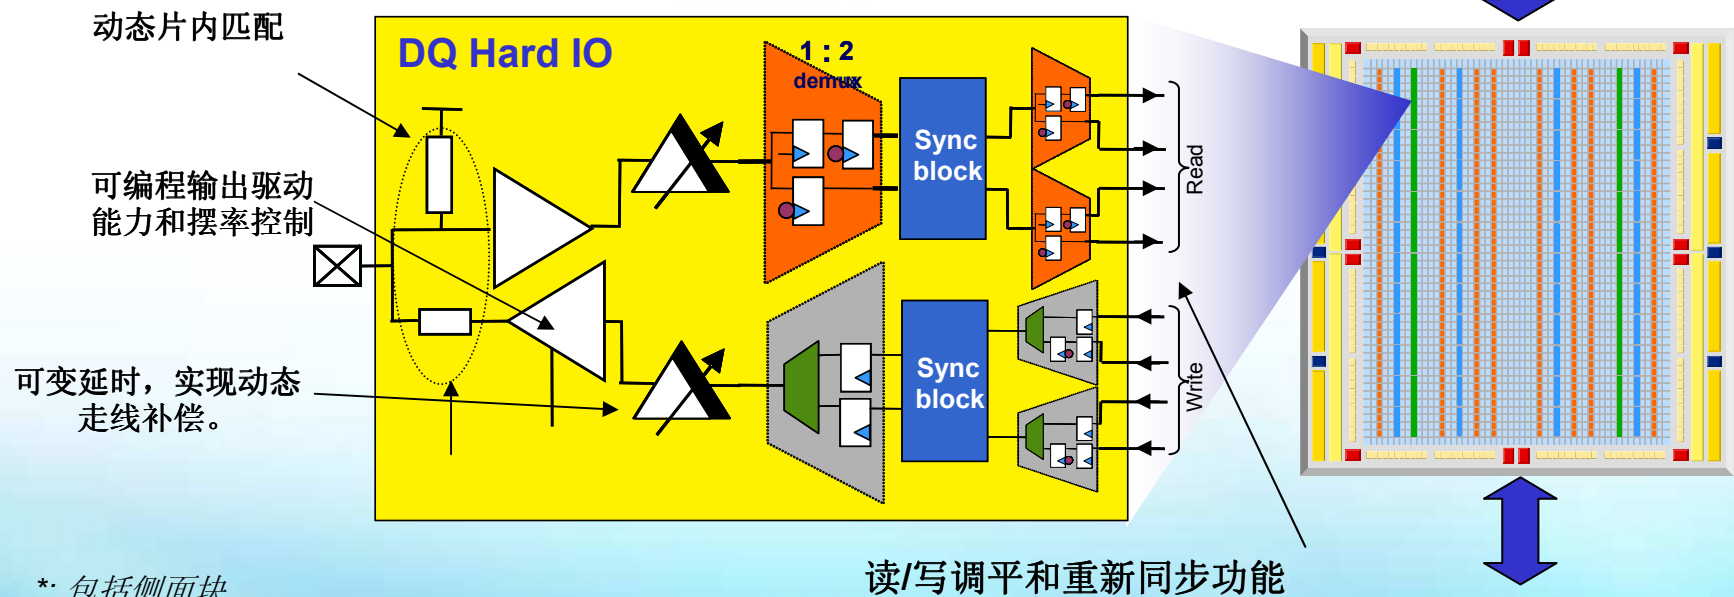 动态片内匹配
DQ Hard IO
1 : 2
demux
Sync
block
Read
可编程输出驱动
能力和摆率控制
可变延时，实现动态
走线补偿。
Sync
block
Write
读/写调平和重新同步功能
*: 包括侧面块